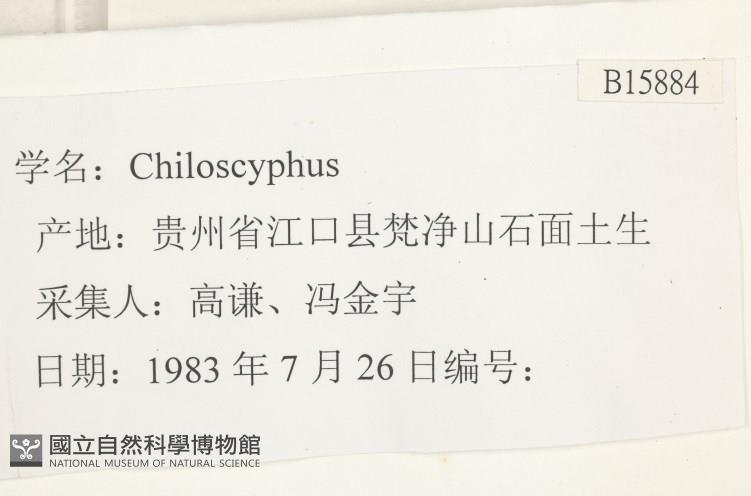 B15884
学名：Chiloscyphus
产地：贵州省江口县梵净山石面土生
采集人：高谦、冯金宇
日期：1983 年 7 月 26 日编号：
國立自然科學博物館
NATIONAL MUSEUM OF NATURAL SCIENCE